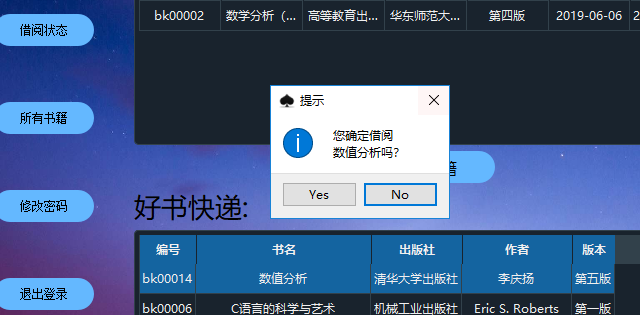 借阅状态
bk00002 数学分析（... 高等教育出... 华东师范大... 第四版 2019-06-06 2
所有书籍
提示
您确定借阅
数值分析吗?
Yes No
籍
修改密码
好书快递:
编号 书名 出版社 作者 版本
bk00014 数值分析 清华大学出版社 李庆扬 第五版
退出登录
bk00006 C语言的科学与艺术 机械工业出版社 Eric S. Roberts 第一版